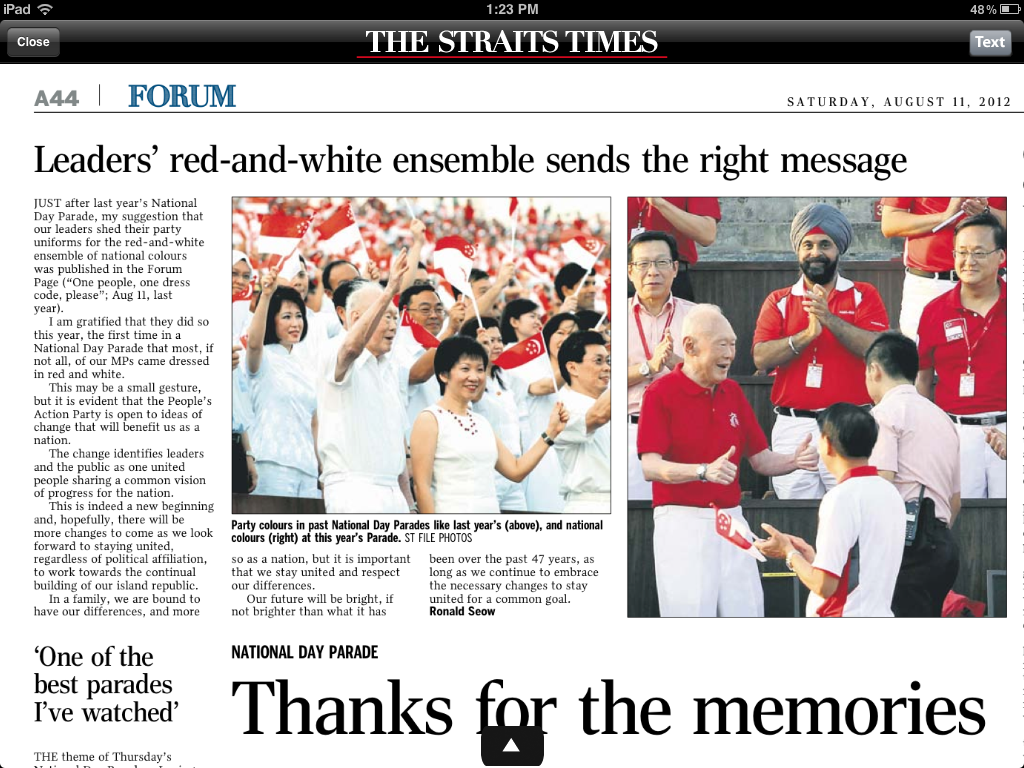 iPad
1:23 PM
48%
Close
THE STRAITS TIMES
Text
A44
FORUM
SATURDAY, AUGUST 11, 2012
Leaders' red-and-white ensemble sends the right message
JUST after last year's National
Day Parade, my suggestion that
our leaders shed their party
uniforms for the red-and-white
ensemble of national colours
was published in the Forum
Page ("One people, one dress
code, please"; Aug 11, last
year).
I am gratified that they did so
this year, the first time in a
National Day Parade that most, if
not all, of our MPs came dressed
in red and white.
This may be a small gesture,
but it is evident that the People's
Action Party is open to ideas of
change that will benefit us as a
nation.
The change identifies leaders
and the public as one united
people sharing a common vision
of progress for the nation.
This is indeed a new beginning
and, hopefully, there will be
more changes to come as we look
forward to staying united,
regardless of political affiliation,
to work towards the continual
building of our island republic.
In a family, we are bound to
have our differences, and more
Party colours in past National Day Parades like last year's (above), and national
colours (right) at this year's Parade. ST FILE PHOTOS
so as a nation, but it is important
that we stay united and respect
our differences.
Our future will be bright, if
not brighter than what it has
been over the past 47 years, as
long as we continue to embrace
the necessary changes to stay
united for a common goal.
Ronald Seow
'One of the
best parades
I've watched'
THE theme of Thursday's
NATIONAL DAY PARADE
Thanks for the memories